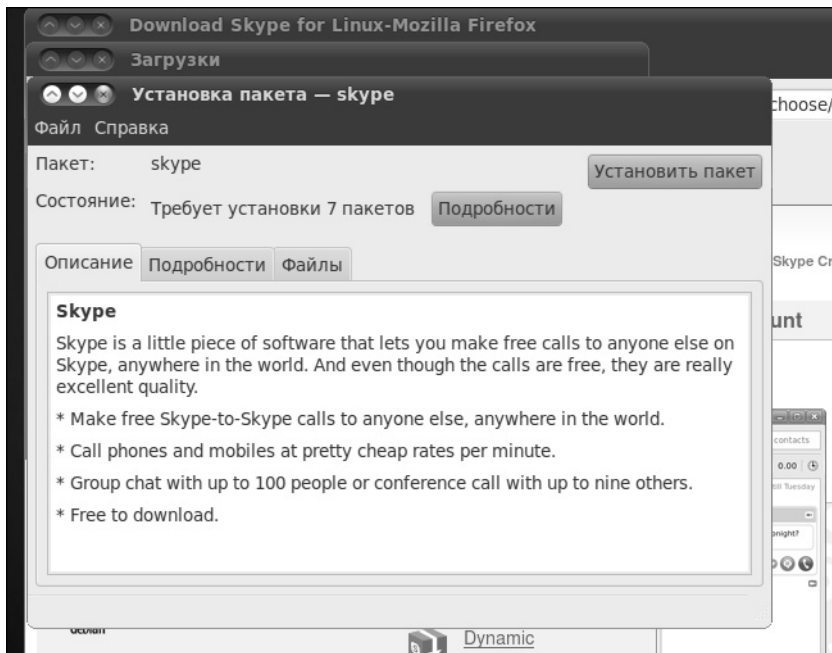 Download Skype for Linux-Mozilla Firefox
Загрузки
Установка пакета — skype
choose/
Файл Справка
Пакет: skype
Установить пакет
Состояние: Требует установки 7 пакетов Подробности
Описание Подробности Файлы
Skype Cr
Skype
unt
Skype is a little piece of software that lets you make free calls to anyone else on
Skype, anywhere in the world. And even though the calls are free, they are really
excellent quality.
* Make free Skype-to-Skype calls to anyone else, anywhere in the world.
contacts
* Call phones and mobiles at pretty cheap rates per minute.
0.00
* Group chat with up to 100 people or conference call with up to nine others.
till Tuesday
* Free to download.
onight?
debian
Dynamic